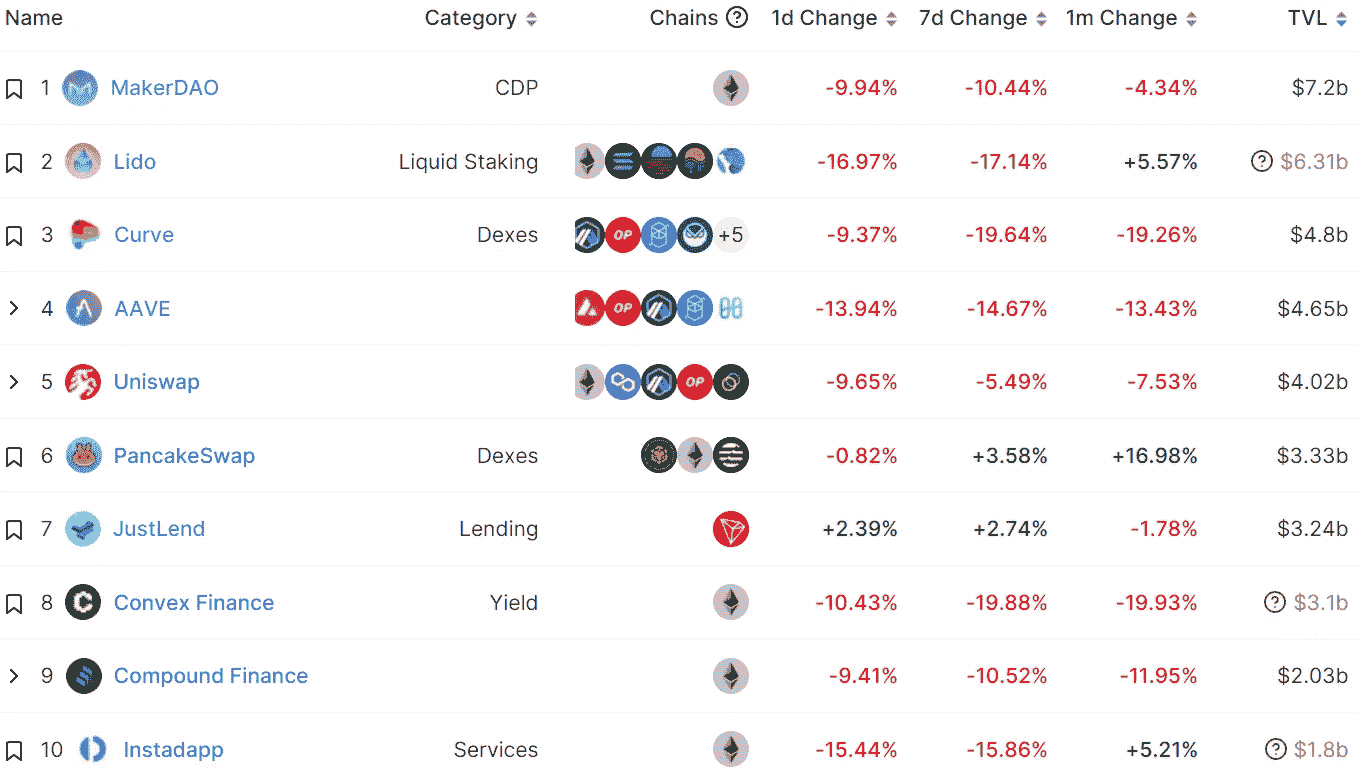 Name Category Chains ? 1d Change 7d Change 1m Change TVL
1 MakerDAO CDP -9.94% -10.44% -4.34% $7.2b
2 Lido Liquid Staking -16.97% -17.14% +5.57% ? $6.31b
3 Curve Dexes OP +5 -9.37% -19.64% -19.26% $4.8b
4 AAVE OP -13.94% -14.67% -13.43% $4.65b
5 Uniswap OP -9.65% -5.49% -7.53% $4.02b
6 PancakeSwap Dexes -0.82% +3.58% +16.98% $3.33b
7 JustLend Lending +2.39% +2.74% -1.78% $3.24b
8 Convex Finance Yield -10.43% -19.88% -19.93% ? $3.1b
9 Compound Finance -9.41% -10.52% -11.95% $2.03b
10 Instadapp Services -15.44% -15.86% +5.21% ? $1.8b